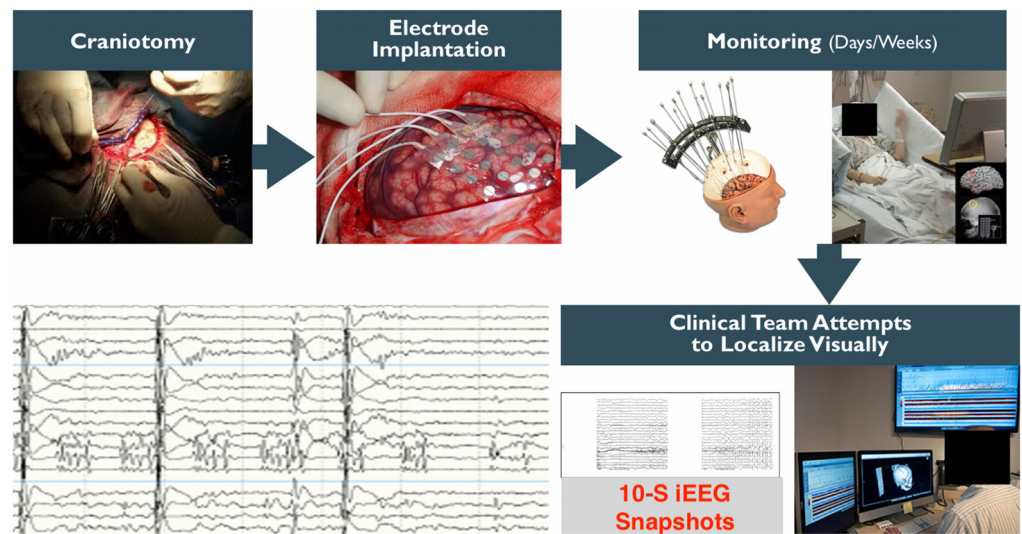 Craniotomy
Electrode
Implantation
Monitoring (Days/Weeks)
Clinical Team Attempts
to Localize Visually
10-S iEEG
Snapshots